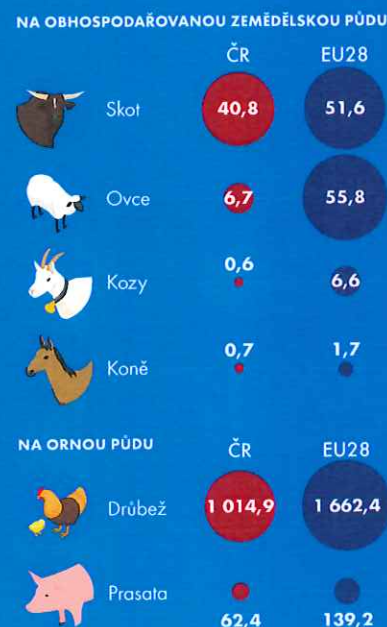 NA OBHOSPODAŘOVANOU ZEMĚDĚLSKOU PŮDU
ČR EU28
Skot 40,8 51,6
Ovce 6,7 55,8
Kozy 0,6 6,6
Koně 0,7 1,7
NA ORNOU PŮDU ČR EU28
Drůbež 1 014,9 1 662,4
Prasata
62,4 139,2